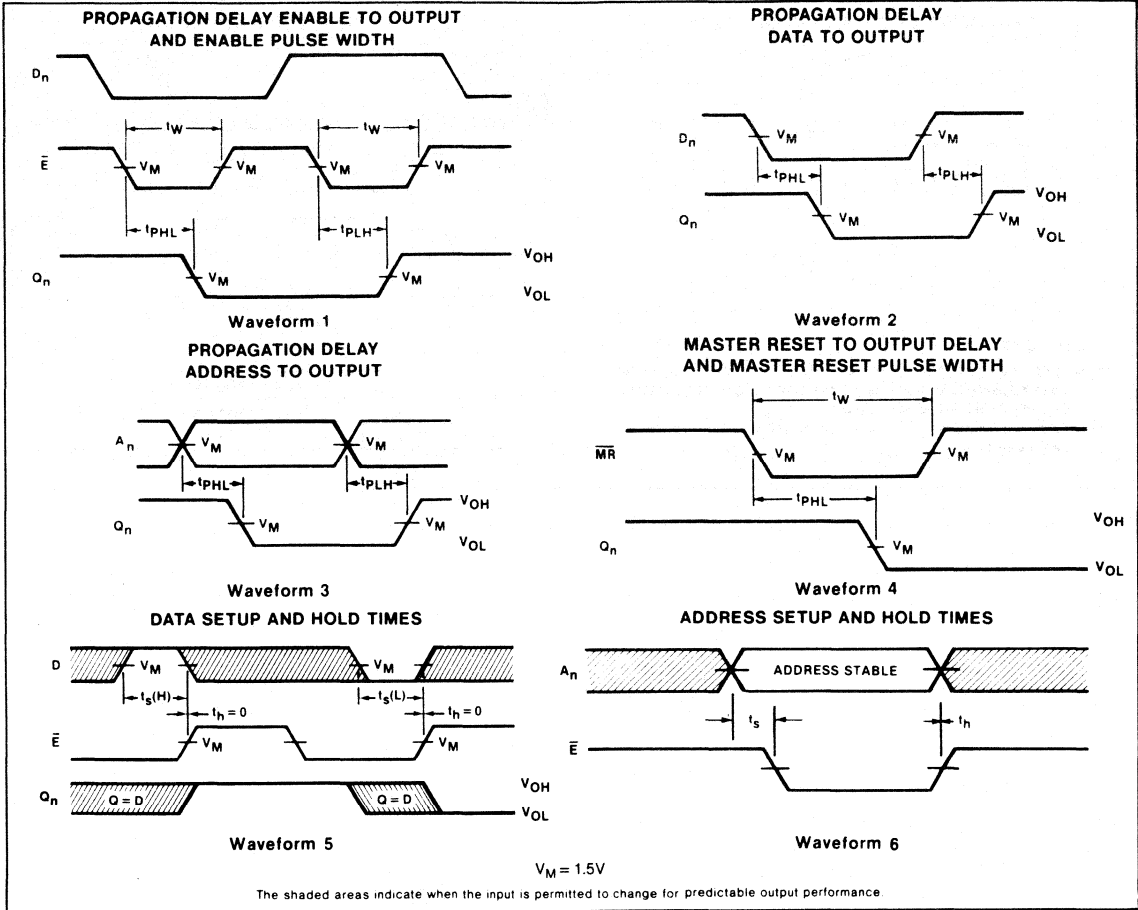 PROPAGATION DELAY ENABLE TO OUTPUT
AND ENABLE PULSE WIDTH
Dn
tW
tW
Ē
VM
VM
VM
VM
tPHL
tPLH
Qn
VM
VM
VOH
VOL
Waveform 1
PROPAGATION DELAY
DATA TO OUTPUT
Dn
VM
VM
tPHL
tPLH
Qn
VM
VM
VOH
VOL
Waveform 2
PROPAGATION DELAY
ADDRESS TO OUTPUT
An
VM
VM
tPHL
tPLH
Qn
VM
VM
VOH
VOL
Waveform 3
MASTER RESET TO OUTPUT DELAY
AND MASTER RESET PULSE WIDTH
tW
M̅R̅
VM
VM
tPHL
Qn
VM
VOH
VOL
Waveform 4
DATA SETUP AND HOLD TIMES
D
VM
VM
ts(H)
ts(L)
th = 0
th = 0
Ē
VM
VM
Qn
Q = D
Q = D
VOH
VOL
Waveform 5
ADDRESS SETUP AND HOLD TIMES
An
ADDRESS STABLE
ts
th
Ē
Waveform 6
VM = 1.5V
The shaded areas indicate when the input is permitted to change for predictable output performance.